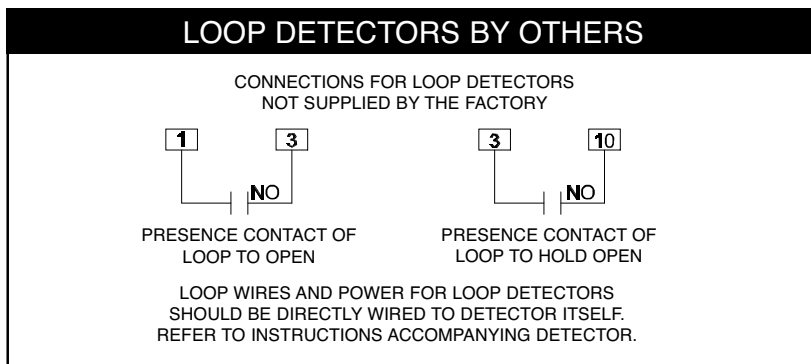 LOOP DETECTORS BY OTHERS
CONNECTIONS FOR LOOP DETECTORS
NOT SUPPLIED BY THE FACTORY
1 3
NO
PRESENCE CONTACT OF
LOOP TO OPEN
3 10
NO
PRESENCE CONTACT OF
LOOP TO HOLD OPEN
LOOP WIRES AND POWER FOR LOOP DETECTORS
SHOULD BE DIRECTLY WIRED TO DETECTOR ITSELF.
REFER TO INSTRUCTIONS ACCOMPANYING DETECTOR.